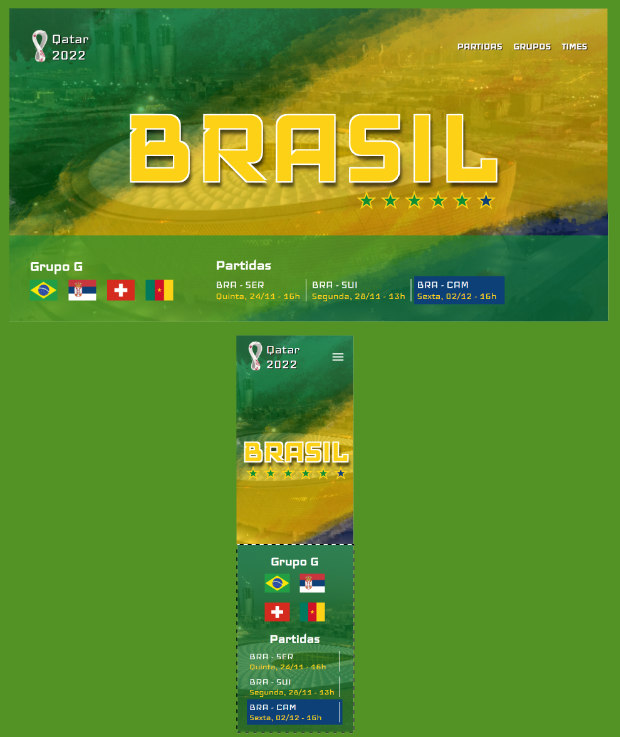 Qatar
2022
PARTIDAS GRUPOS TIMES
BRASIL
Grupo G
Partidas
BRA - SER
Quinta, 24/11 - 16h
BRA - SUI
Segunda, 28/11 - 13h
BRA - CAM
Sexta, 02/12 - 16h
Qatar
2022
BRASIL
Grupo G
Partidas
BRA - SER
Quinta, 24/11 - 16h
BRA - SUI
Segunda, 28/11 - 13h
BRA - CAM
Sexta, 02/12 - 16h